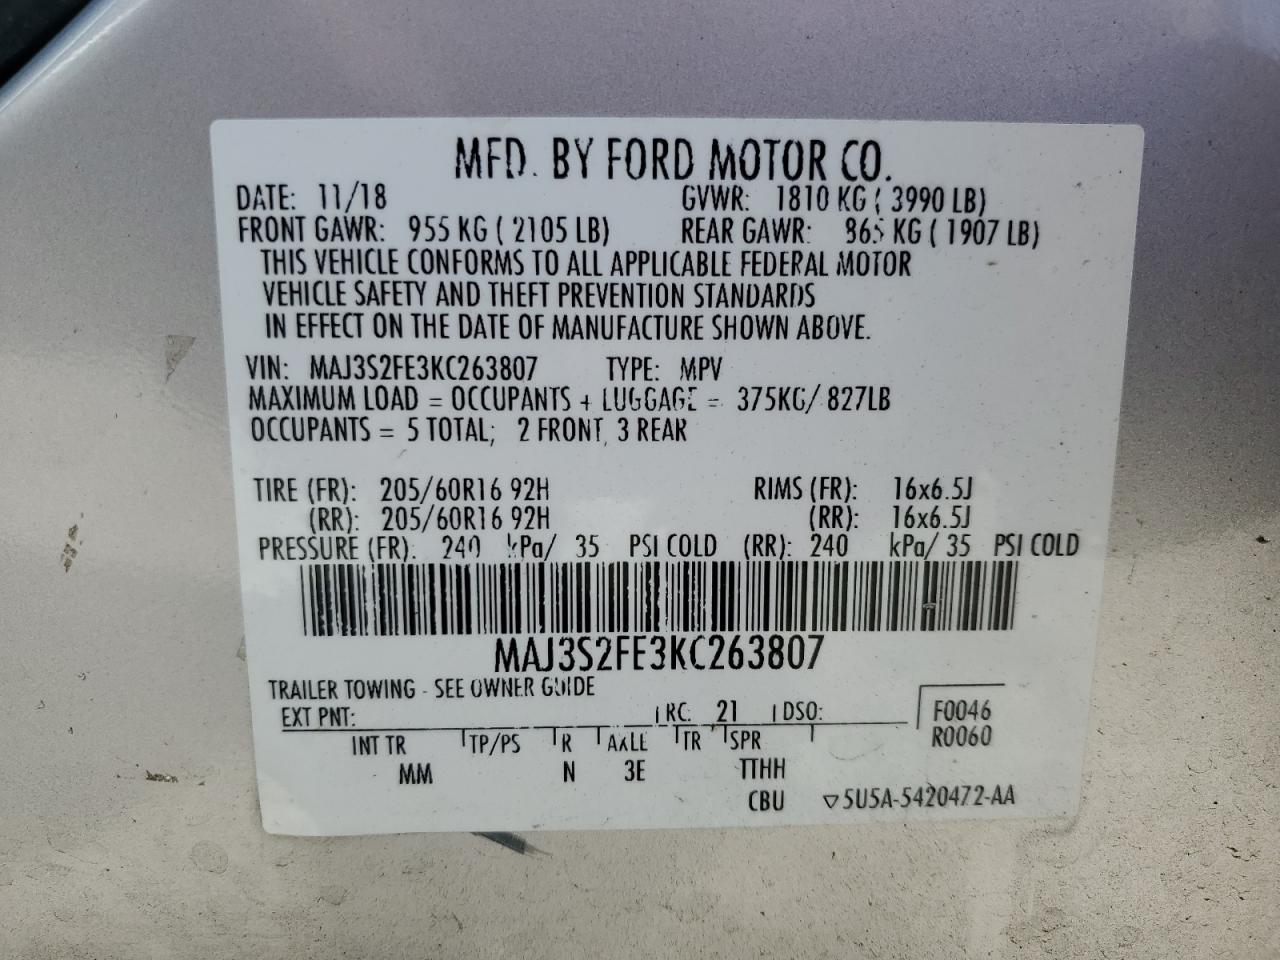 MFD. BY FORD MOTOR CO.
DATE: 11/18 GVWR: 1810 KG ( 3990 LB)
FRONT GAWR: 955 KG ( 2105 LB) REAR GAWR: 865 KG ( 1907 LB)
THIS VEHICLE CONFORMS TO ALL APPLICABLE FEDERAL MOTOR
VEHICLE SAFETY AND THEFT PREVENTION STANDARDS
IN EFFECT ON THE DATE OF MANUFACTURE SHOWN ABOVE.
VIN: MAJ3S2FE3KC263807 TYPE: MPV
MAXIMUM LOAD = OCCUPANTS + LUGGAGE = 375KG/ 827LB
OCCUPANTS = 5 TOTAL; 2 FRONT, 3 REAR
TIRE (FR): 205/60R16 92H RIMS (FR): 16x6.5J
(RR): 205/60R16 92H (RR): 16x6.5J
PRESSURE (FR): 240 kPa/ 35 PSI COLD (RR): 240 kPa/ 35 PSI COLD
MAJ3S2FE3KC263807
TRAILER TOWING - SEE OWNER GUIDE
EXT PNT: RC: 21 DSO: F0046
INT TR TP/PS R AXLE TR SPR R0060
MM N 3E TTHH
CBU ▽5U5A-5420472-AA